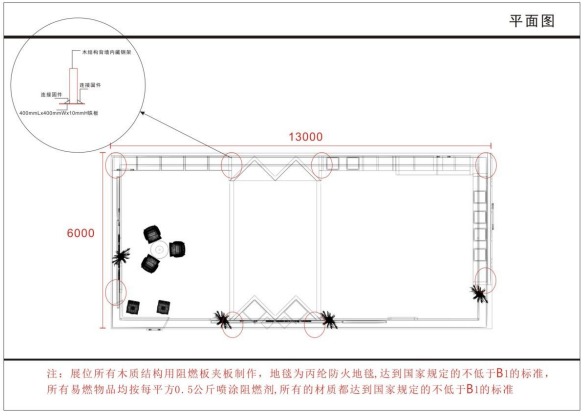 平面图
木结构背墙内藏钢架
连接固件
连接固件
400mmLx400mmWx10mmH铁板
13000
6000
注：展位所有木质结构用阻燃板夹板制作，地毯为丙纶防火地毯,达到国家规定的不低于B1的标准，
所有易燃物品均按每平方0.5公斤喷涂阻燃剂,所有的材质都达到国家规定的不低于B1的标准